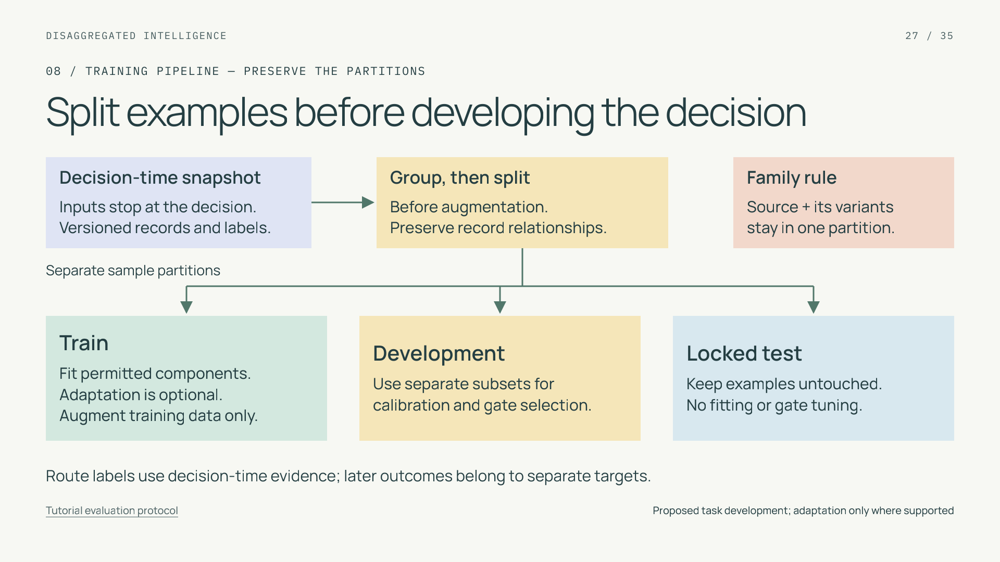 DISAGGREGATED INTELLIGENCE
27 / 35
08 / TRAINING PIPELINE — PRESERVE THE PARTITIONS
Split examples before developing the decision
Decision-time snapshot
Inputs stop at the decision.
Versioned records and labels.
Group, then split
Before augmentation.
Preserve record relationships.
Family rule
Source + its variants
stay in one partition.
Separate sample partitions
Train
Fit permitted components.
Adaptation is optional.
Augment training data only.
Development
Use separate subsets for
calibration and gate selection.
Locked test
Keep examples untouched.
No fitting or gate tuning.
Route labels use decision-time evidence; later outcomes belong to separate targets.
Tutorial evaluation protocol
Proposed task development; adaptation only where supported